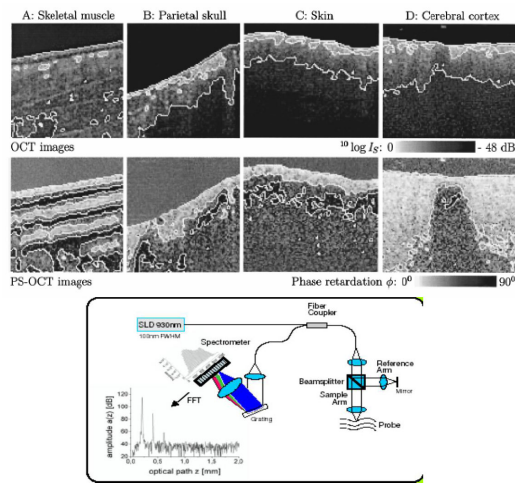 A: Skeletal muscle B: Parietal skull C: Skin D: Cerebral cortex
OCT images 10 log I_S: 0 - 48 dB
PS-OCT images Phase retardation ϕ: 0⁰ 90⁰
Fiber
Coupler
SLD 930nm
100nm FWHM
Spectrometer
Reference
Arm
Beamsplitter
Mirror
Sample
Arm
FFT
Grating
Probe
amplitude a(z) [dB]
120
100
80
60
40
20
0,0 0,5 1,0 1,5 2,0
optical path z [mm]